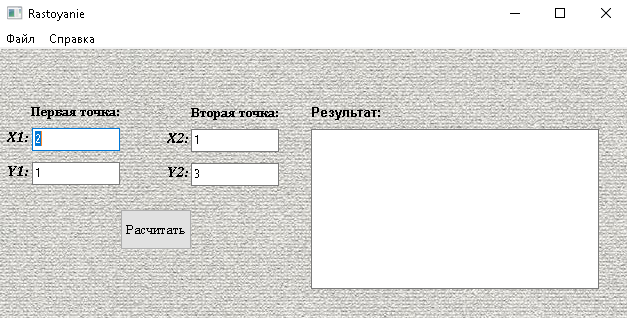 Rastoyanie
Файл Справка
Первая точка: Вторая точка: Результат:
X1: 2 X2: 1
Y1: 1 Y2: 3
Расчитать